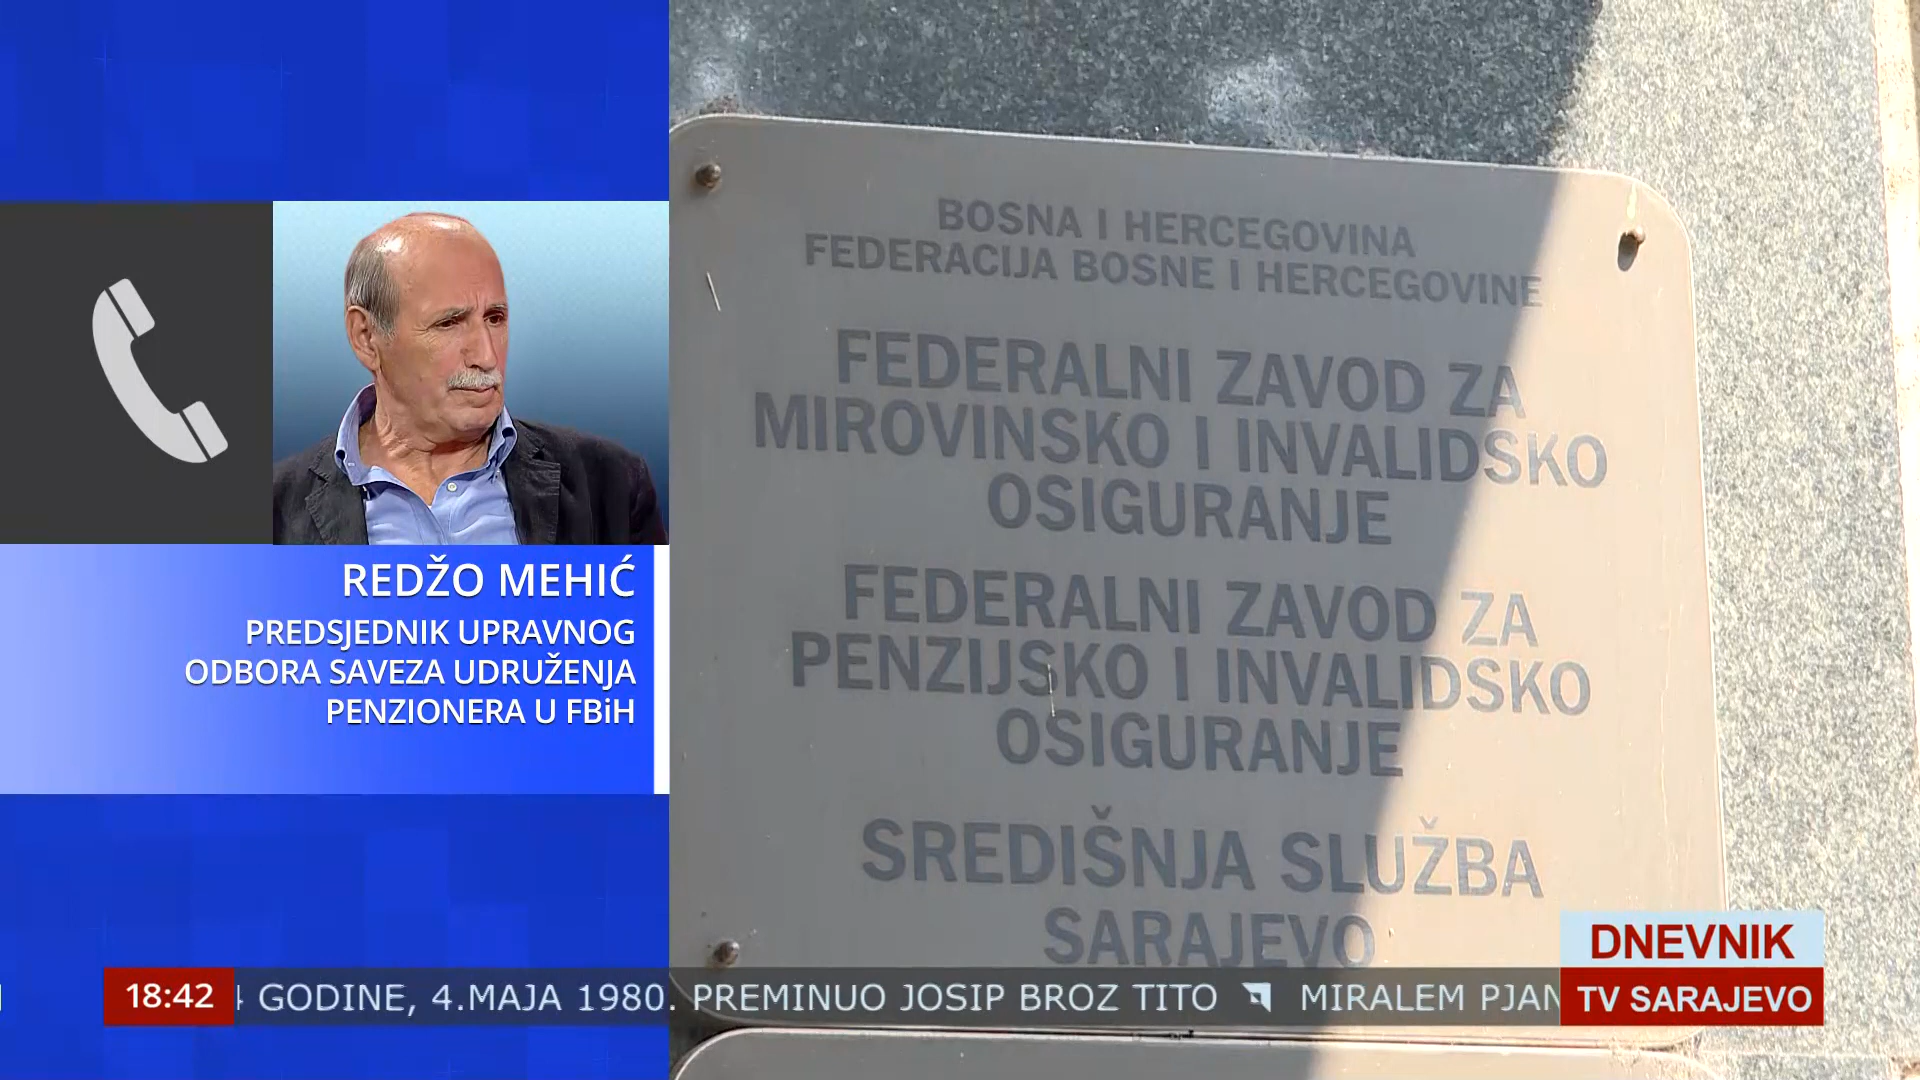 REDŽO MEHIĆ
PREDSJEDNIK UPRAVNOG
ODBORA SAVEZA UDRUŽENJA
PENZIONERA U FBiH
BOSNA I HERCEGOVINA
FEDERACIJA BOSNE I HERCEGOVINE
FEDERALNI ZAVOD ZA
MIROVINSKO I INVALIDSKO
OSIGURANJE
FEDERALNI ZAVOD ZA
PENZIJSKO I INVALIDSKO
OSIGURANJE
SREDIŠNJA SLUŽBA
SARAJEVO
DNEVNIK
TV SARAJEVO
18:42
GODINE, 4.MAJA 1980. PREMINUO JOSIP BROZ TITO MIRALEM